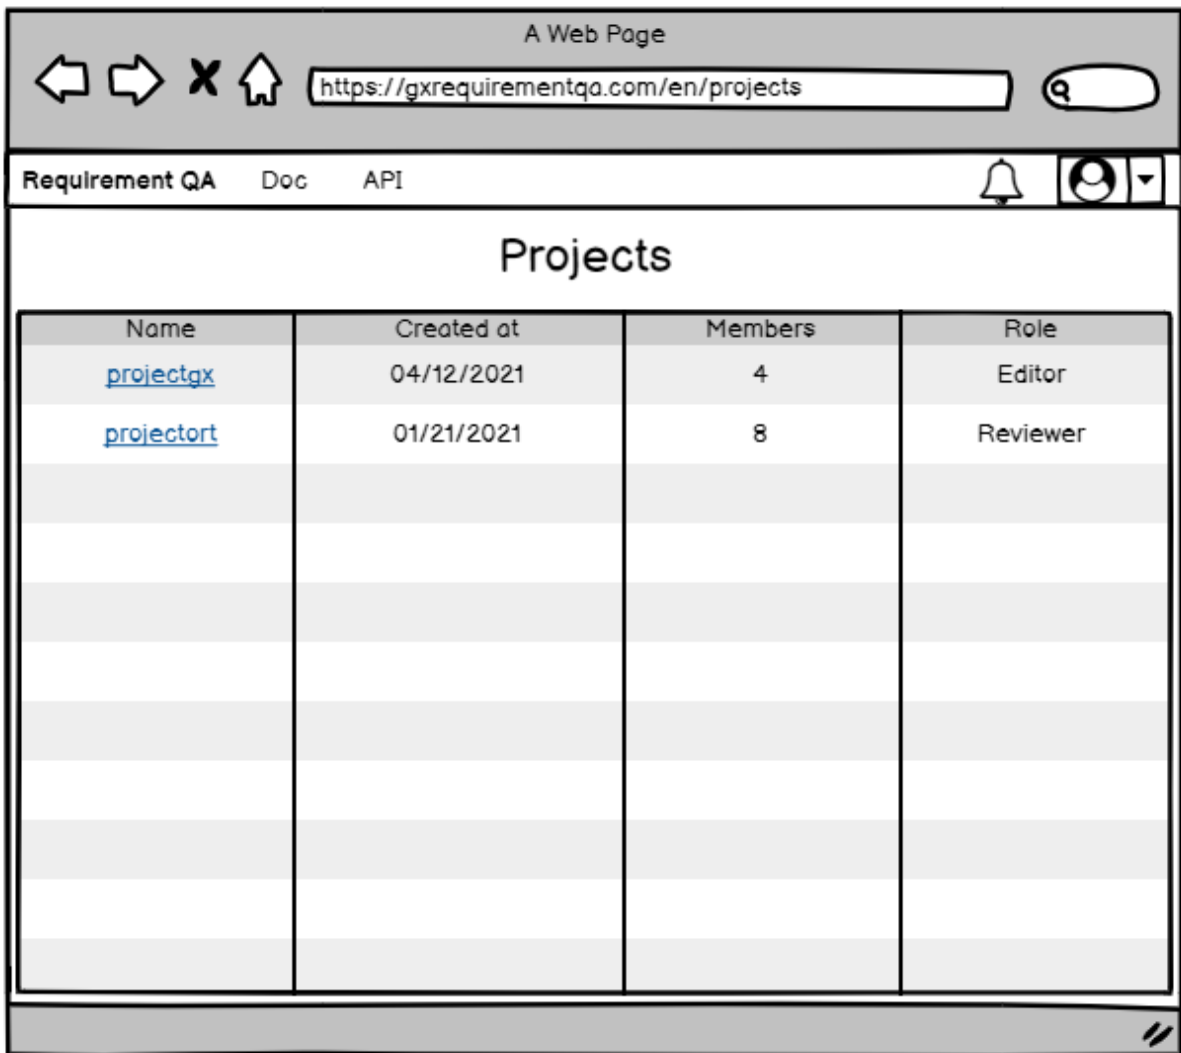 A Web Page
https://gxrequirementqa.com/en/projects
Requirement QA Doc API
Projects
Name Created at Members Role
projectgx 04/12/2021 4 Editor
projectort 01/21/2021 8 Reviewer